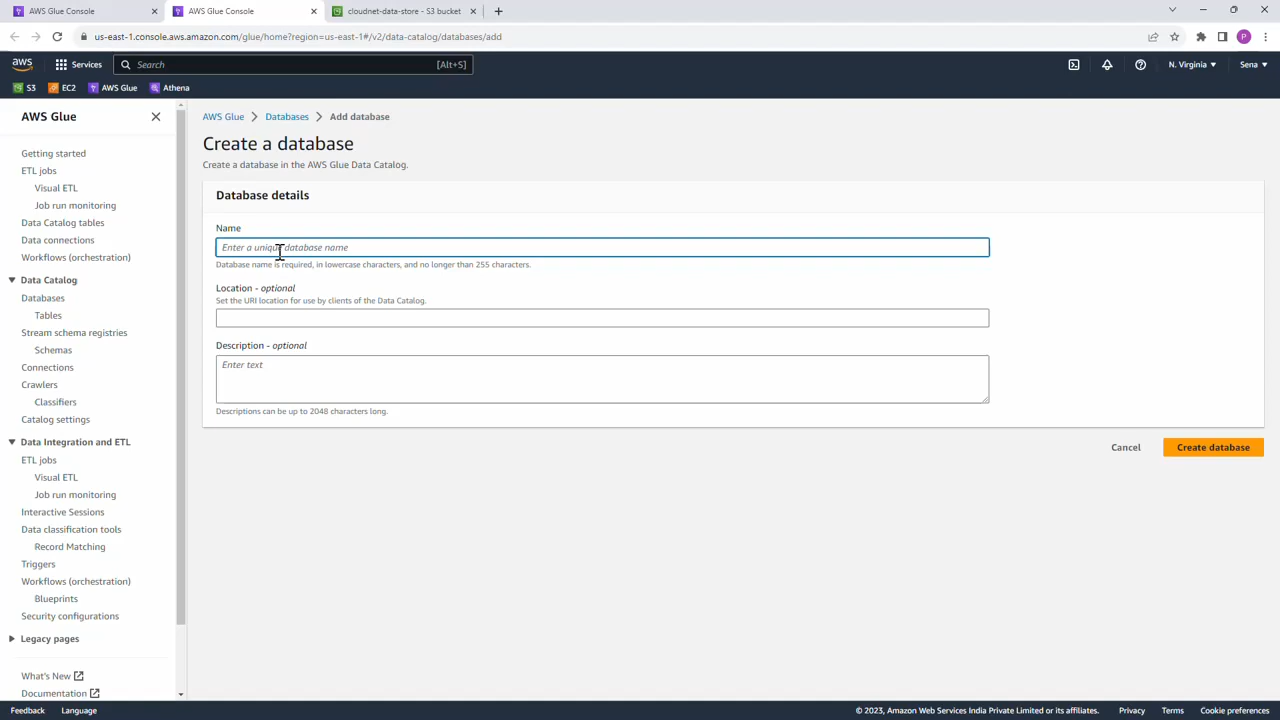 AWS Glue Console
AWS Glue Console
cloudnet-data-store - S3 bucket
us-east-1.console.aws.amazon.com/glue/home?region=us-east-1#/v2/data-catalog/databases/add
P
aws
Services
Search
[Alt+S]
N. Virginia
Sena
S3
EC2
AWS Glue
Athena
AWS Glue
Getting started
ETL jobs
Visual ETL
Job run monitoring
Data Catalog tables
Data connections
Workflows (orchestration)
Data Catalog
Databases
Tables
Stream schema registries
Schemas
Connections
Crawlers
Classifiers
Catalog settings
Data Integration and ETL
ETL jobs
Visual ETL
Job run monitoring
Interactive Sessions
Data classification tools
Record Matching
Triggers
Workflows (orchestration)
Blueprints
Security configurations
Legacy pages
What's New
Documentation
AWS Glue > Databases > Add database
Create a database
Create a database in the AWS Glue Data Catalog.
Database details
Name
Enter a unique database name
Database name is required, in lowercase characters, and no longer than 255 characters.
Location - optional
Set the URI location for use by clients of the Data Catalog.
Description - optional
Enter text
Descriptions can be up to 2048 characters long.
Cancel
Create database
Feedback
Language
© 2023, Amazon Web Services India Private Limited or its affiliates.
Privacy
Terms
Cookie preferences